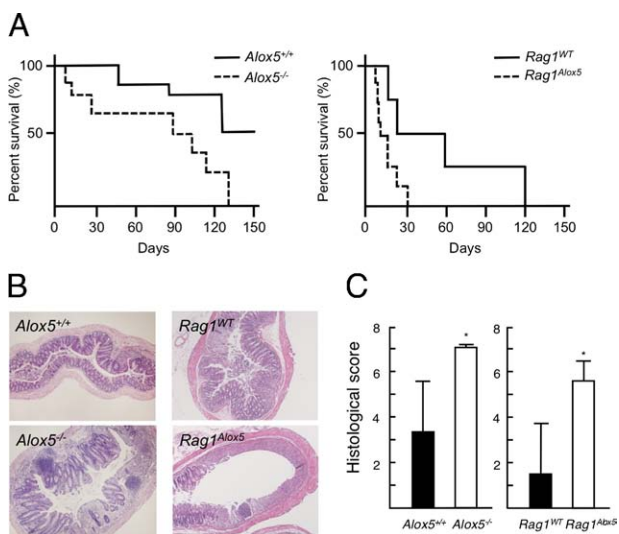 A
Percent survival (%)
100
50
0 30 60 90 120 150
Days
Alox5+/+
Alox5-/-
Percent survival (%)
100
50
0 30 60 90 120 150
Days
Rag1WT
Rag1Alox5
B
Alox5+/+
Rag1WT
Alox5-/-
Rag1Alox5
C
Histological score
8
6
4
2
*
Alox5+/+ Alox5-/-
8
6
4
2
*
Rag1WT Rag1Alox5